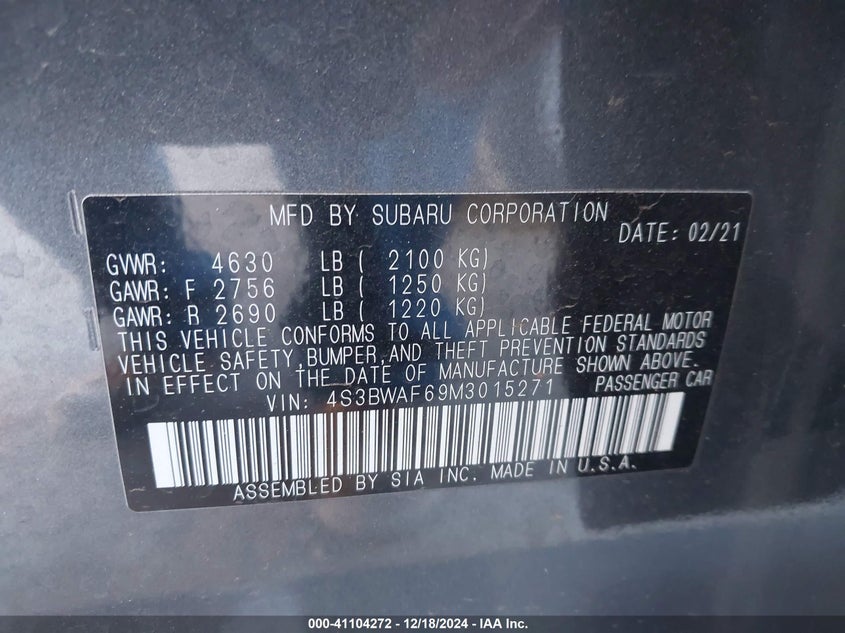 MFD BY SUBARU CORPORATION
DATE: 02/21
GVWR: 4630 LB ( 2100 KG)
GAWR: F 2756 LB ( 1250 KG)
GAWR: R 2690 LB ( 1220 KG)
THIS VEHICLE CONFORMS TO ALL APPLICABLE FEDERAL MOTOR
VEHICLE SAFETY,BUMPER,AND THEFT PREVENTION STANDARDS
IN EFFECT ON THE DATE OF MANUFACTURE SHOWN ABOVE.
VIN: 4S3BWAF69M3015271 PASSENGER CAR
ASSEMBLED BY SIA INC. MADE IN U.S.A.
000-41104272 - 12/18/2024 - IAA Inc.